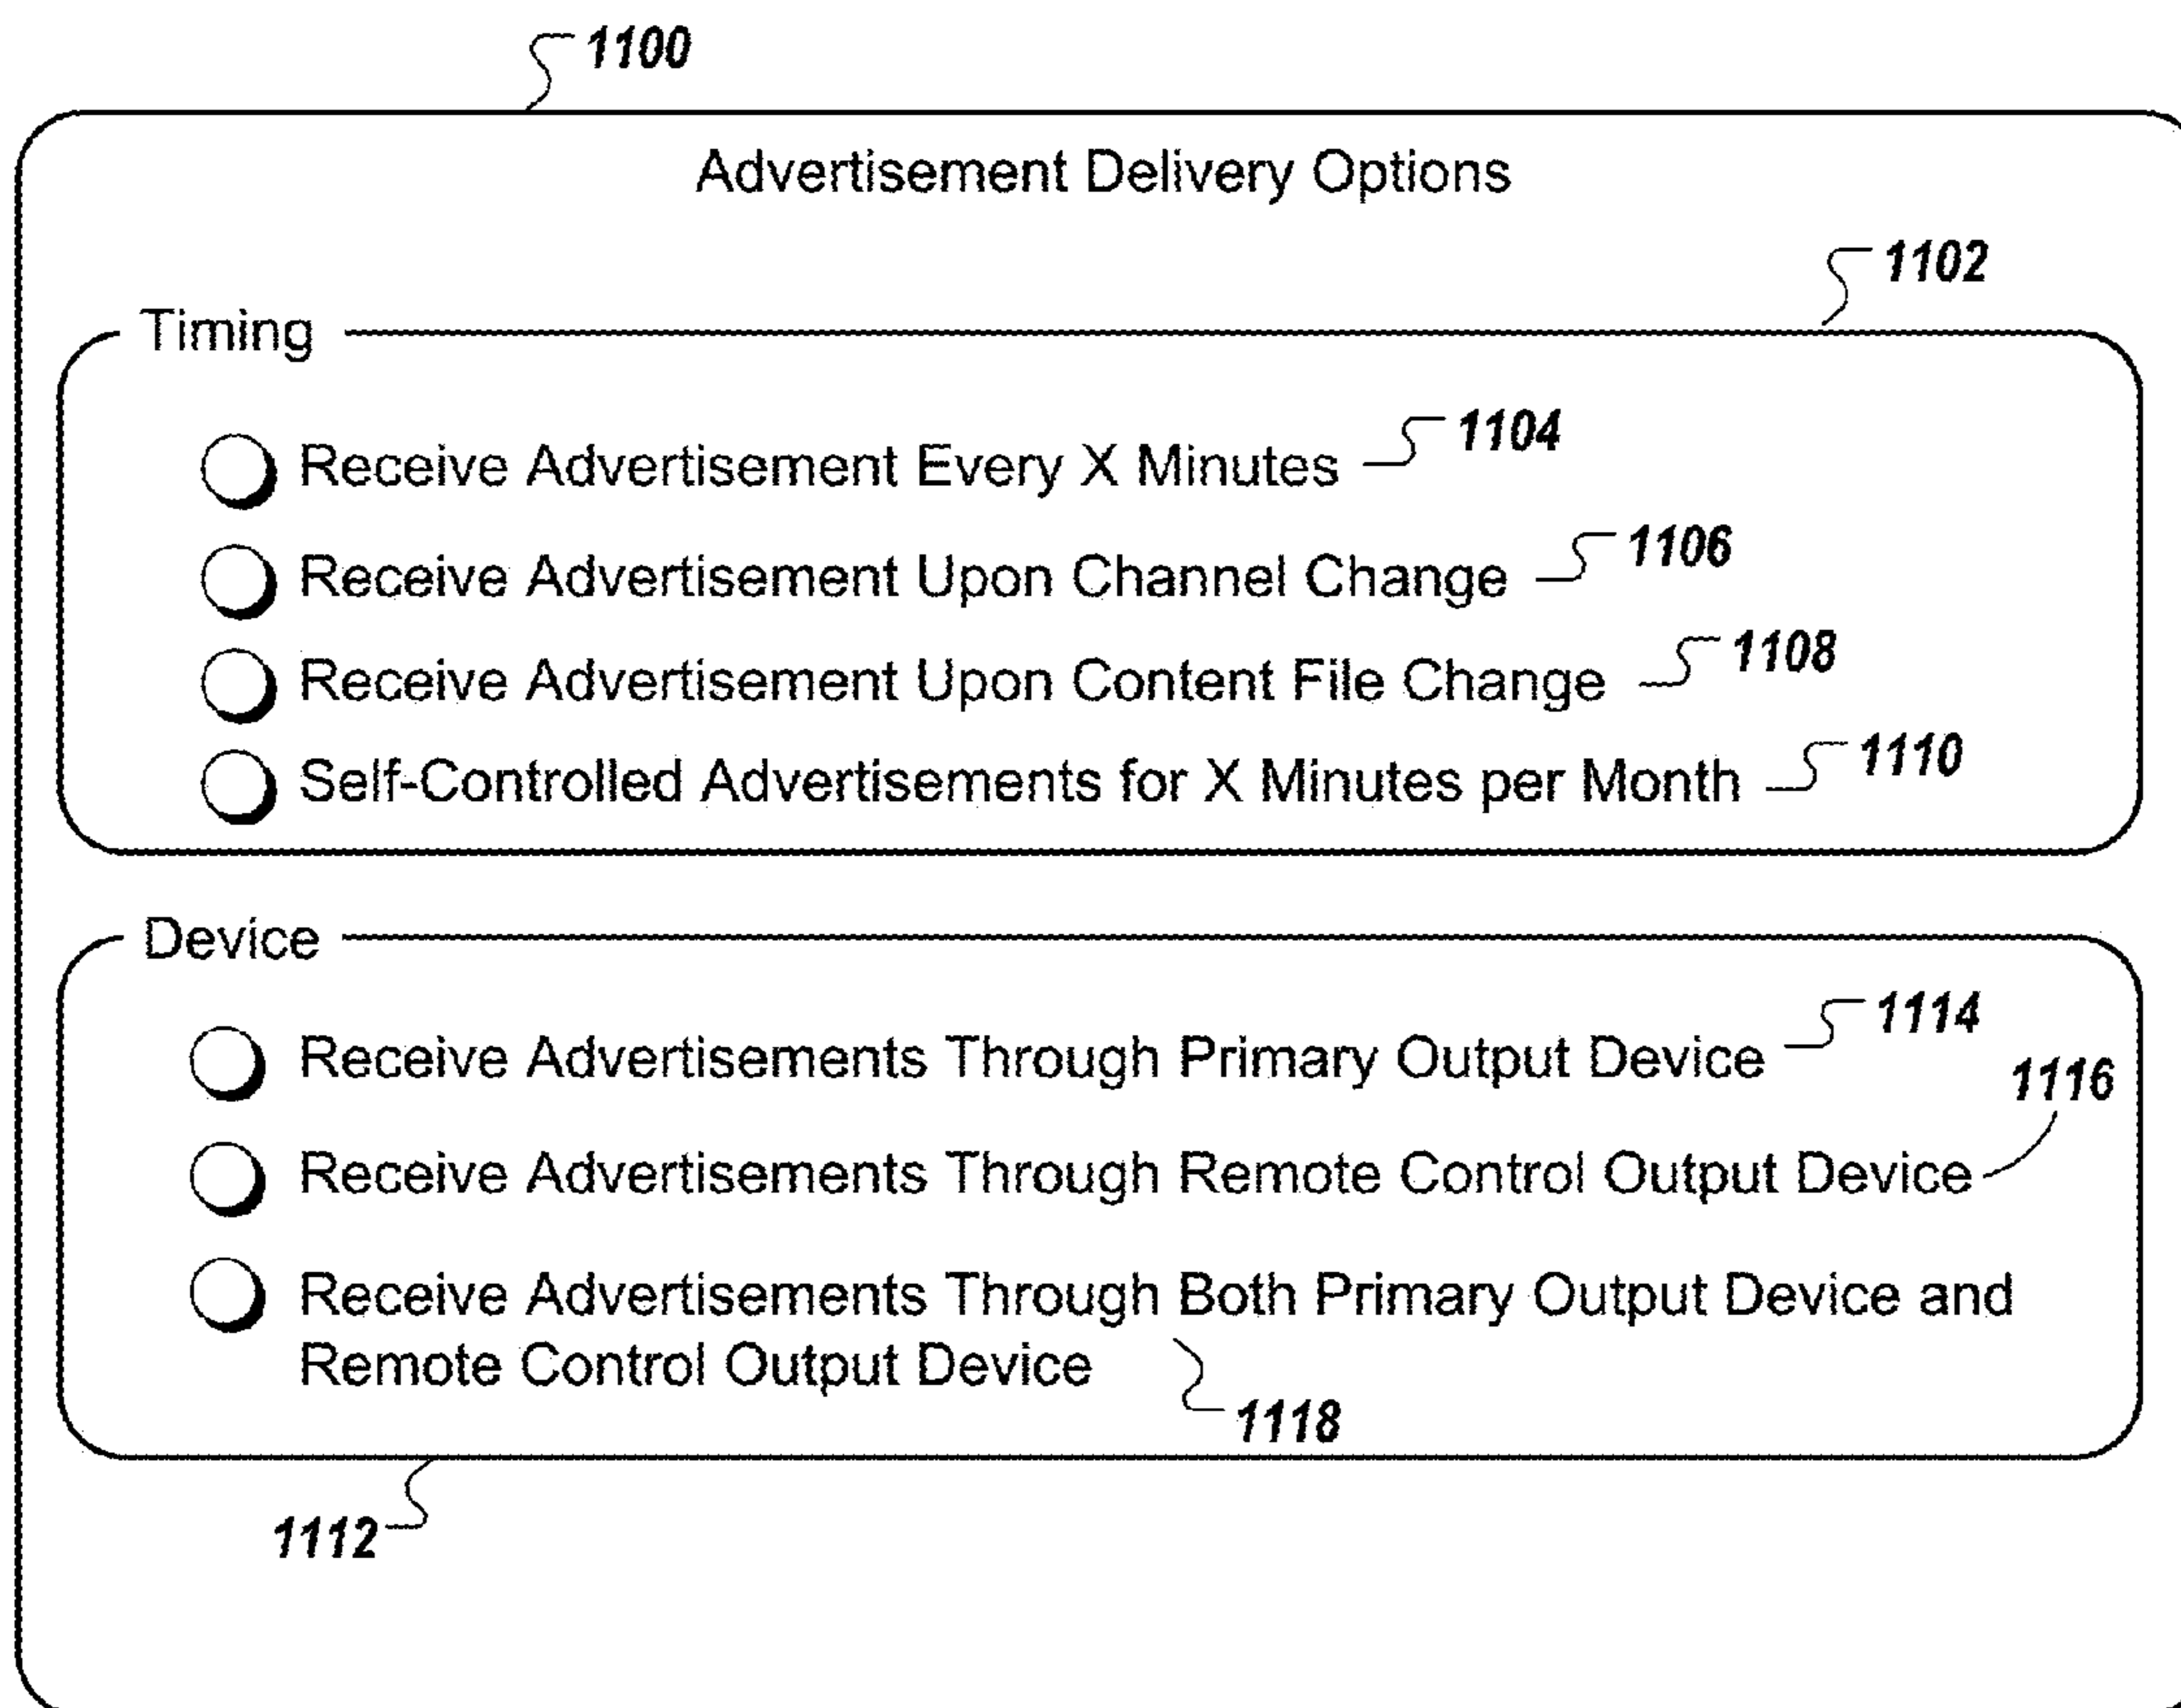 1100
Advertisement Delivery Options
1102
Timing
Receive Advertisement Every X Minutes 1104
Receive Advertisement Upon Channel Change 1106
Receive Advertisement Upon Content File Change 1108
Self-Controlled Advertisements for X Minutes per Month 1110
Device
Receive Advertisements Through Primary Output Device 1114
1116
Receive Advertisements Through Remote Control Output Device
Receive Advertisements Through Both Primary Output Device and
Remote Control Output Device
1118
1112